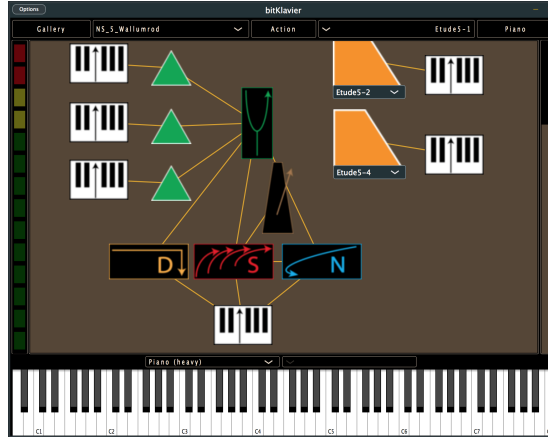 Options
bitKlavier
Gallery
NS_5_Wallumrod
Action
Etude5-1
Piano
Etude5-2
Etude5-4
D
S
N
Piano (heavy)
C1 C2 C3 C4 C5 C6 C7